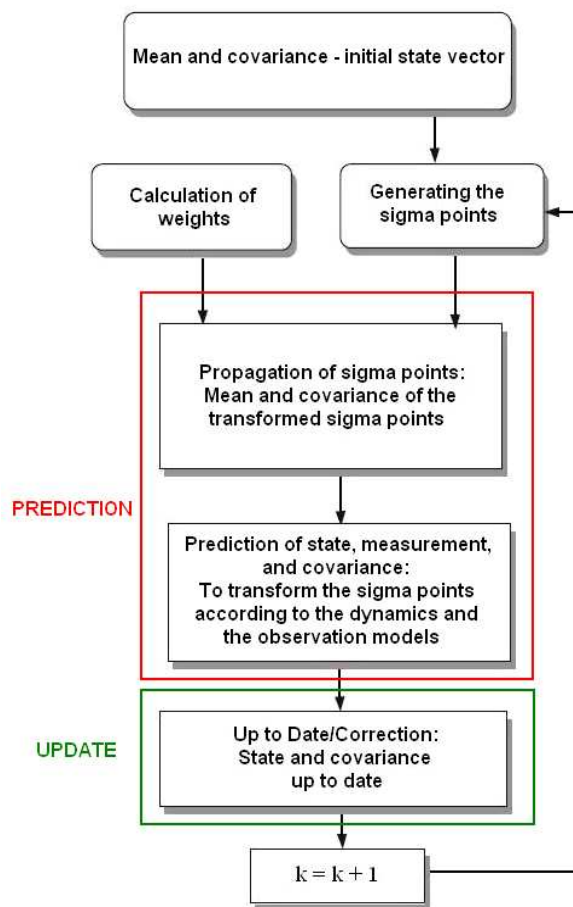 Mean and covariance - initial state vector
Calculation of
weights
Generating the
sigma points
Propagation of sigma points:
Mean and covariance of the
transformed sigma points
PREDICTION
Prediction of state, measurement,
and covariance:
To transform the sigma points
according to the dynamics and
the observation models
UPDATE
Up to Date/Correction:
State and covariance
up to date
k = k + 1